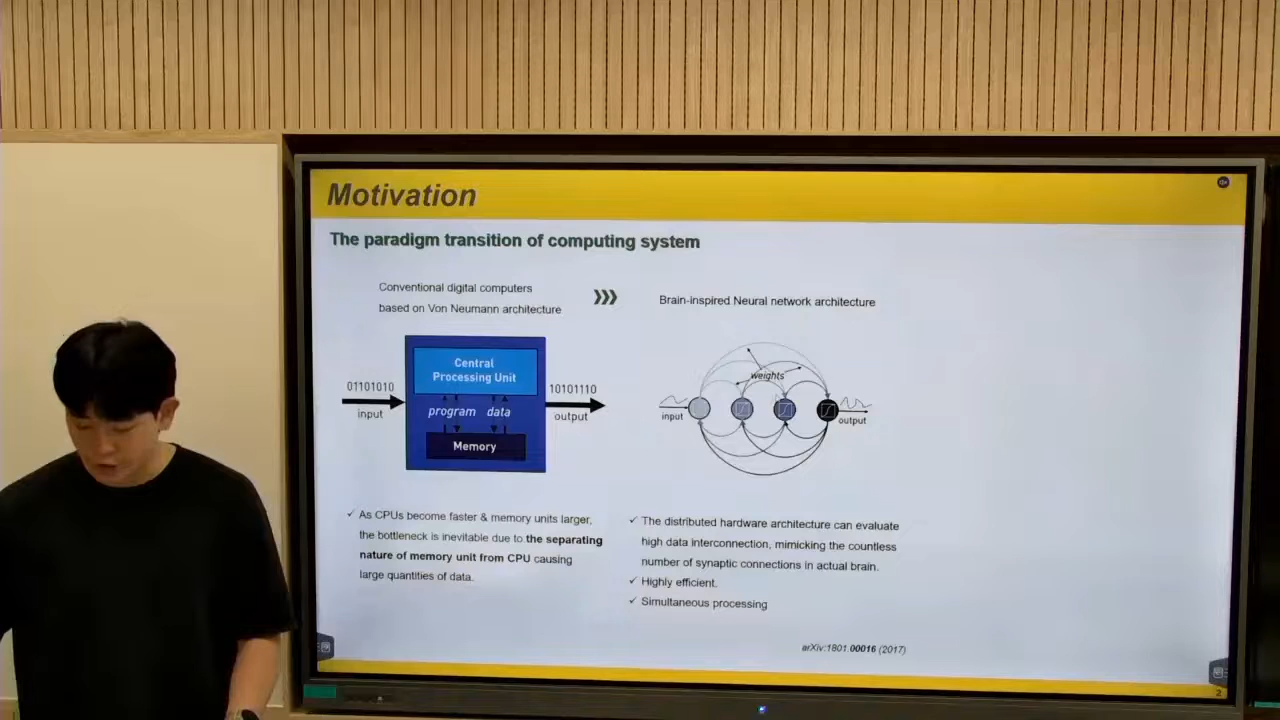 Motivation
The paradigm transition of computing system
Conventional digital computers
based on Von Neumann architecture
Brain-inspired Neural network architecture
Central
Processing Unit
01101010
input
program data
Memory
10101110
output
weights
input
output
✓ As CPUs become faster & memory units larger,
the bottleneck is inevitable due to the separating
nature of memory unit from CPU causing
large quantities of data.
✓ The distributed hardware architecture can evaluate
high data interconnection, mimicking the countless
number of synaptic connections in actual brain.
✓ Highly efficient.
✓ Simultaneous processing
arXiv:1801.00016 (2017)
2